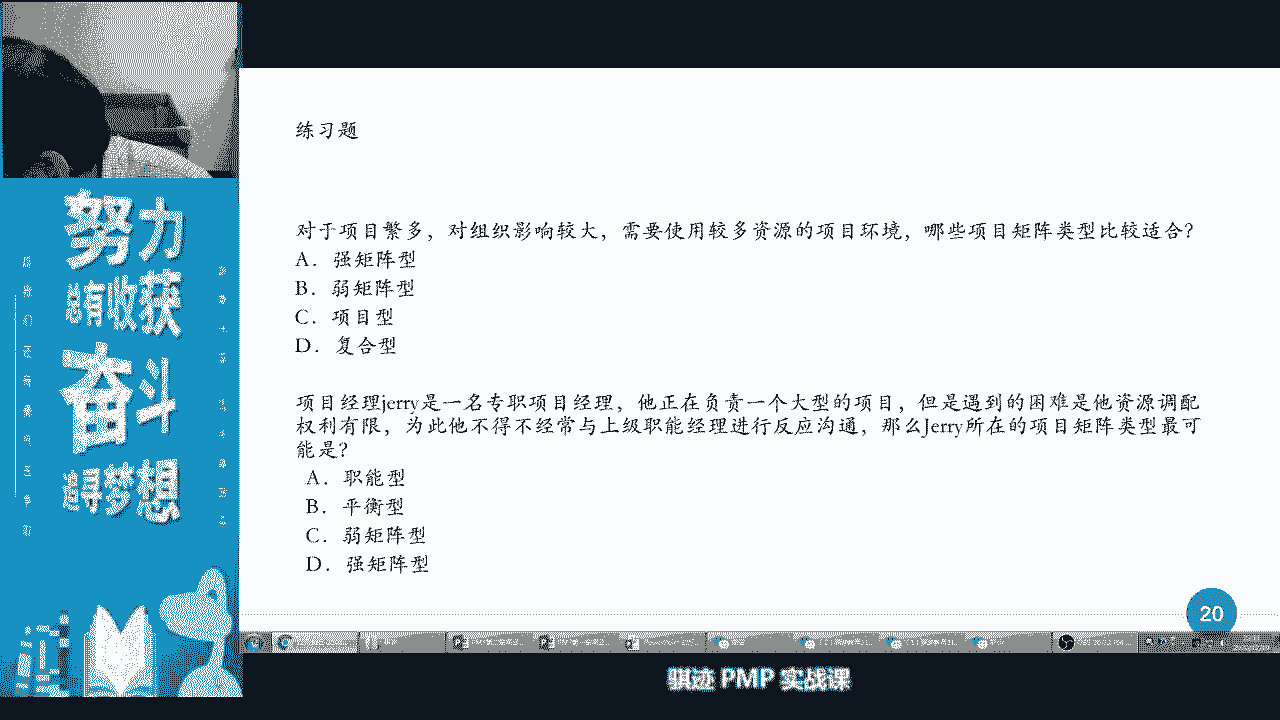 努力
总有收获
奋斗
追寻梦想
练习题
对于项目繁多，对组织影响较大，需要使用较多资源的项目环境，哪些项目矩阵类型比较适合？
A．强矩阵型
B．弱矩阵型
C．项目型
D．复合型
项目经理jerry是一名专职项目经理，他正在负责一个大型的项目，但是遇到的困难是他资源调配
权利有限，为此他不得不经常与上级职能经理进行反应沟通，那么Jerry所在的项目矩阵类型最可
能是？
A．职能型
B．平衡型
C．弱矩阵型
D．强矩阵型
20
骐迹 PMP 实战课